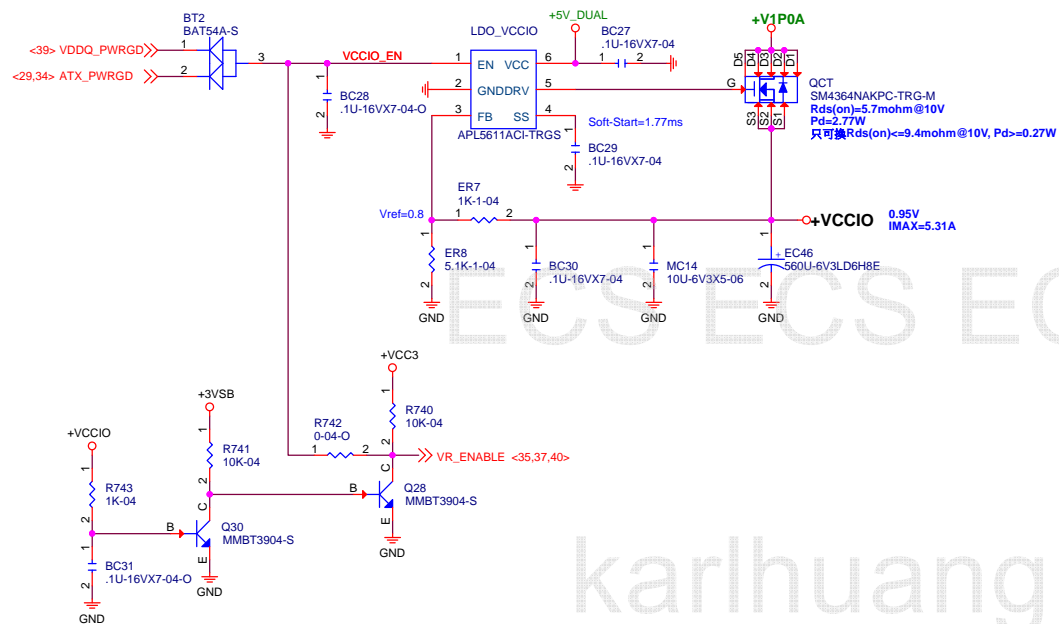 BT2
BAT54A-S
<39> VDDQ_PWRGD
1
<29,34> ATX_PWRGD
2
3
VCCIO_EN
1
2
BC28
.1U-16VX7-04-O
LDO_VCCIO
1
EN
VCC
6
2
GND
DRV
5
3
FB
SS
4
APL5611ACI-TRGS
+5V_DUAL
BC27
.1U-16VX7-04
1
2
Soft-Start=1.77ms
1
2
BC29
.1U-16VX7-04
+V1P0A
D5
D4
D3
D2
D1
G
S3
S2
S1
QCT
SM4364NAKPC-TRG-M
Rds(on)=5.7mohm@10V
Pd=2.77W
只可換Rds(on)<=9.4mohm@10V, Pd>=0.27W
Vref=0.8
ER7
1K-1-04
1
2
+VCCIO
0.95V
IMAX=5.31A
1
2
ER8
5.1K-1-04
GND
1
2
BC30
.1U-16VX7-04
GND
1
2
MC14
10U-6V3X5-06
GND
1
2
+
EC46
560U-6V3LD6H8E
GND
ECS ECS EC
+VCC3
1
2
R740
10K-04
R742
0-04-O
1
2
VR_ENABLE <35,37,40>
+3VSB
1
2
R741
10K-04
+VCCIO
1
2
R743
1K-04
B
C
E
Q30
MMBT3904-S
GND
B
C
E
Q28
MMBT3904-S
GND
1
2
BC31
.1U-16VX7-04-O
GND
karlhuang